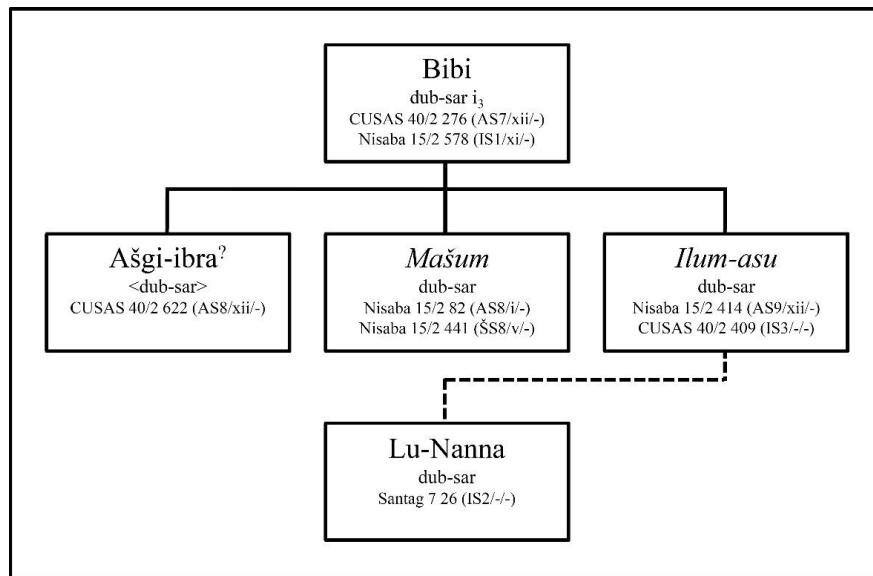 Bibi
dub-sar i₃
CUSAS 40/2 276 (AS7/xii/-)
Nisaba 15/2 578 (IS1/xi/-)
Ašgi-ibra?
<dub-sar>
CUSAS 40/2 622 (AS8/xii/-)
Mašum
dub-sar
Nisaba 15/2 82 (AS8/i/-)
Nisaba 15/2 441 (ŠS8/v/-)
Ilum-asu
dub-sar
Nisaba 15/2 414 (AS9/xii/-)
CUSAS 40/2 409 (IS3/-/-)
Lu-Nanna
dub-sar
Santag 7 26 (IS2/-/-)